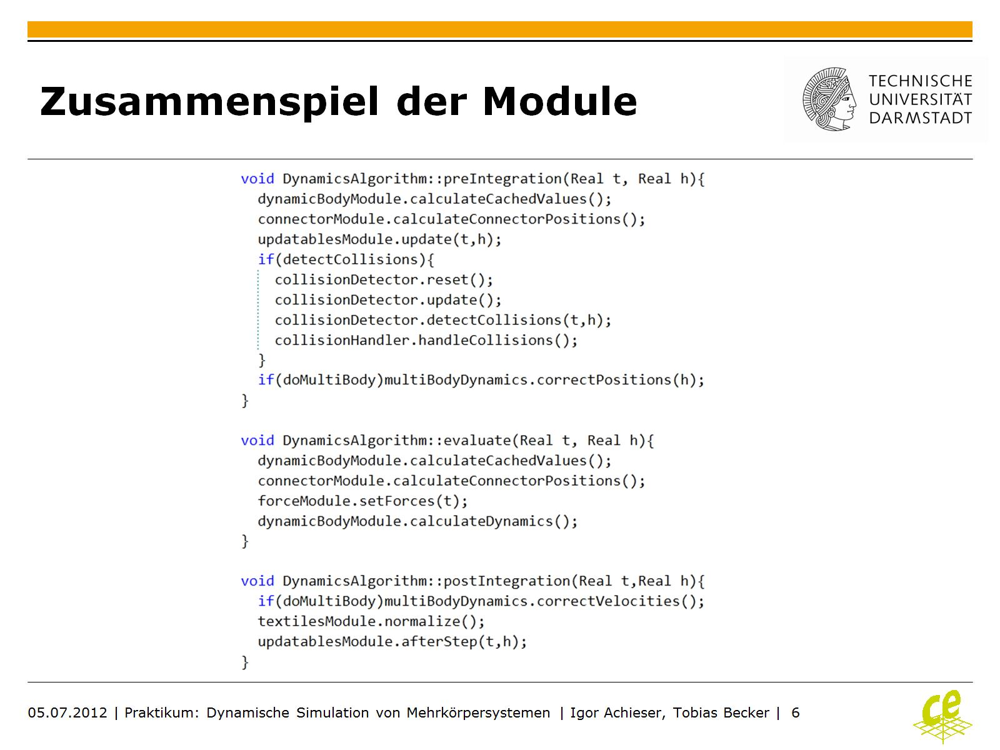 Zusammenspiel der Module
TECHNISCHE
UNIVERSITÄT
DARMSTADT
void DynamicsAlgorithm::preIntegration(Real t, Real h){
dynamicBodyModule.calculateCachedValues();
connectorModule.calculateConnectorPositions();
updatablesModule.update(t,h);
if(detectCollisions){
collisionDetector.reset();
collisionDetector.update();
collisionDetector.detectCollisions(t,h);
collisionHandler.handleCollisions();
}
if(doMultiBody)multiBodyDynamics.correctPositions(h);
}
void DynamicsAlgorithm::evaluate(Real t, Real h){
dynamicBodyModule.calculateCachedValues();
connectorModule.calculateConnectorPositions();
forceModule.setForces(t);
dynamicBodyModule.calculateDynamics();
}
void DynamicsAlgorithm::postIntegration(Real t,Real h){
if(doMultiBody)multiBodyDynamics.correctVelocities();
textilesModule.normalize();
updatablesModule.afterStep(t,h);
}
05.07.2012 | Praktikum: Dynamische Simulation von Mehrkörpersystemen | Igor Achieser, Tobias Becker | 6
ce